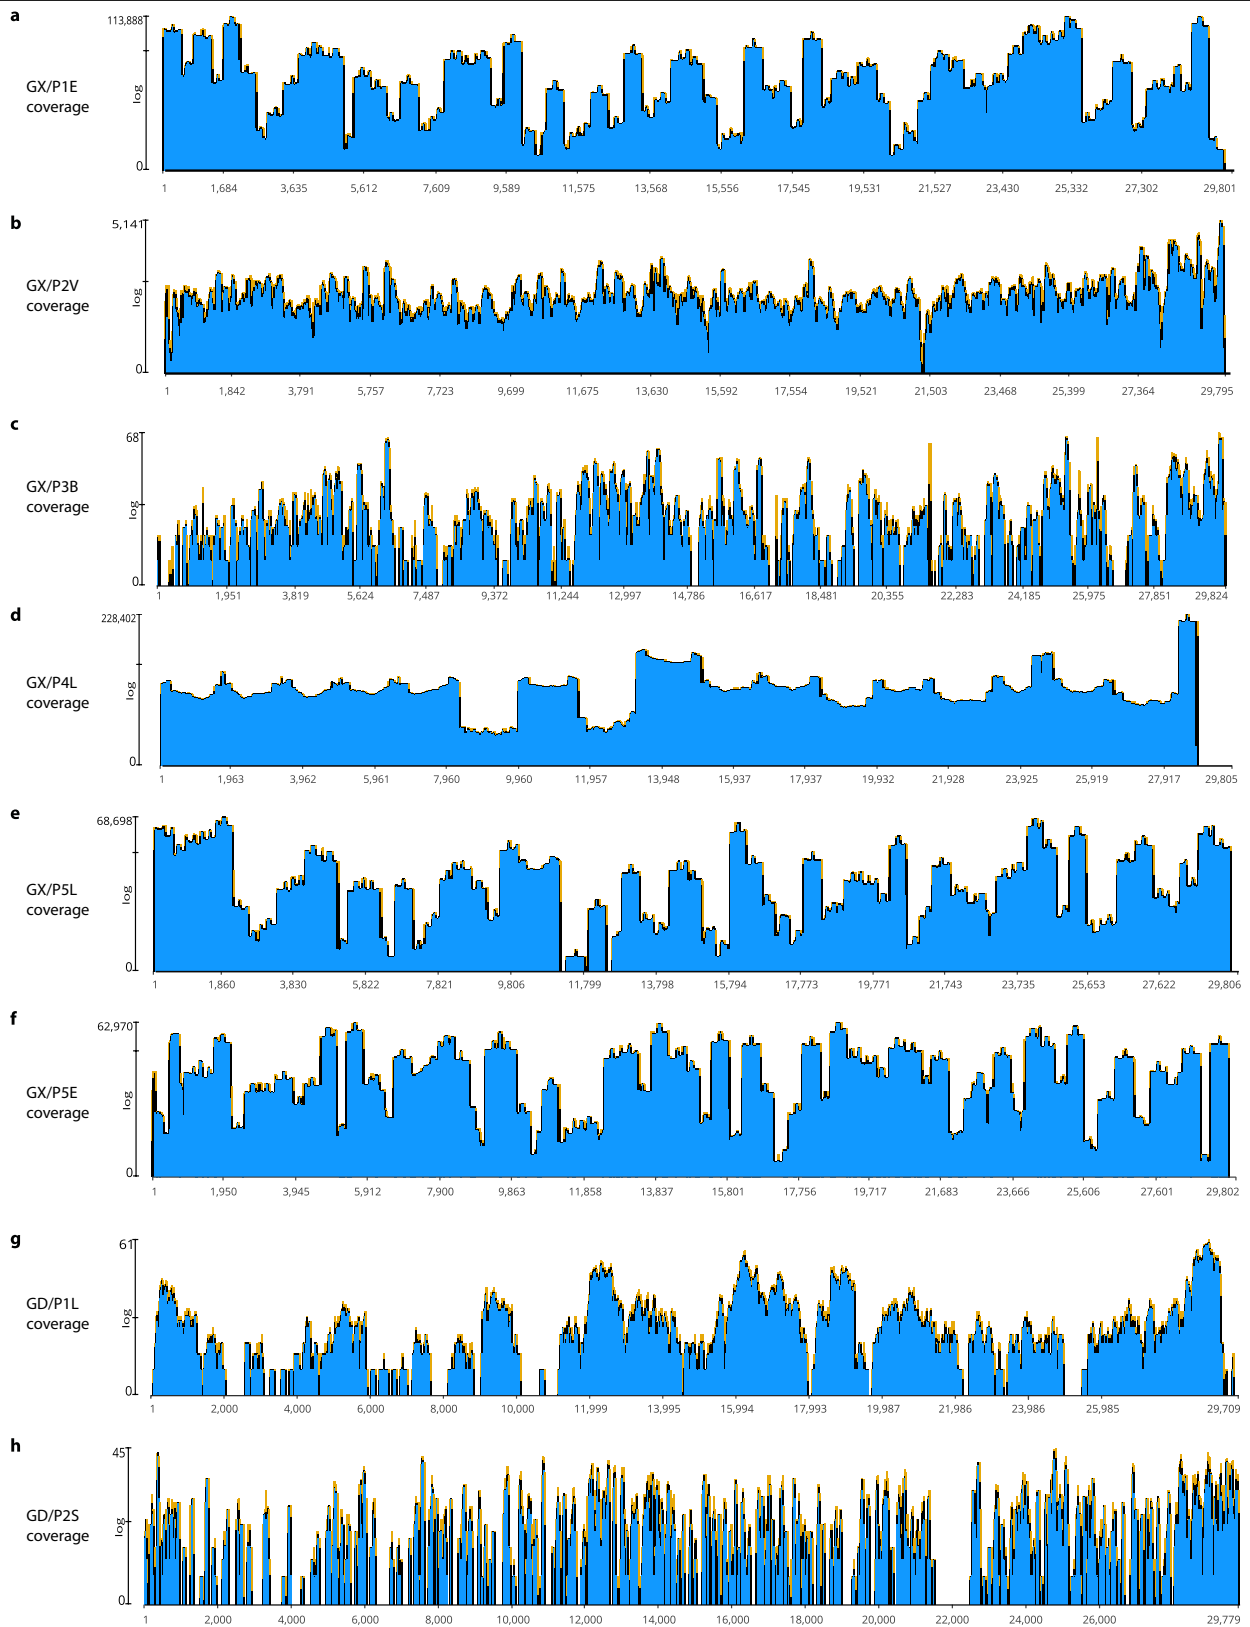 a
113,888
GX/P1E
coverage
log
0
1 1,684 3,635 5,612 7,609 9,589 11,575 13,568 15,556 17,545 19,531 21,527 23,430 25,332 27,302 29,801
b
5,141
GX/P2V
coverage
log
0
1 1,842 3,791 5,757 7,723 9,699 11,675 13,630 15,592 17,554 19,521 21,503 23,468 25,399 27,364 29,795
c
68
GX/P3B
coverage
log
0
1 1,951 3,819 5,624 7,487 9,372 11,244 12,997 14,786 16,617 18,481 20,355 22,283 24,185 25,975 27,851 29,824
d
228,402
GX/P4L
coverage
log
0
1 1,963 3,962 5,961 7,960 9,960 11,957 13,948 15,937 17,937 19,932 21,928 23,925 25,919 27,917 29,805
e
68,698
GX/P5L
coverage
log
0
1 1,860 3,830 5,822 7,821 9,806 11,799 13,798 15,794 17,773 19,771 21,743 23,735 25,653 27,622 29,806
f
62,970
GX/P5E
coverage
log
0
1 1,950 3,945 5,912 7,900 9,863 11,858 13,837 15,801 17,756 19,717 21,683 23,666 25,606 27,601 29,802
g
61
GD/P1L
coverage
log
0
1 2,000 4,000 6,000 8,000 10,000 11,999 13,995 15,994 17,993 19,987 21,986 23,986 25,985 29,709
h
45
GD/P2S
coverage
log
0
1 2,000 4,000 6,000 8,000 10,000 12,000 14,000 16,000 18,000 20,000 22,000 24,000 26,000 29,779